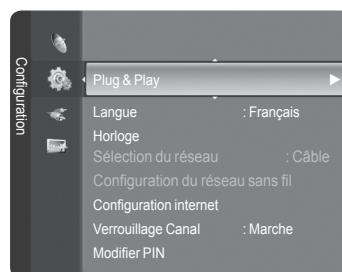 Configuration
Plug & Play
Langue : Français
Horloge
Sélection du réseau : Câble
Configuration du réseau sans fil
Configuration internet
Verrouillage Canal : Marche
Modifier PIN